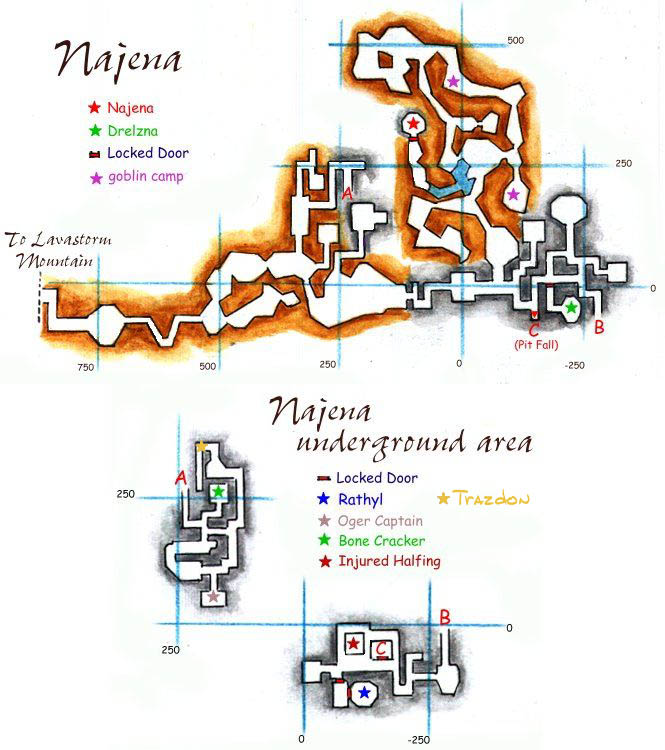 Najena
Najena
Drelzna
Locked Door
goblin camp
500
250
A
To Lavastorm
Mountain
0
C
(Pit Fall)
B
750
500
250
0
-250
Najena
underground area
Locked Door
Rathyl
Trazdon
Oger Captain
Bone Cracker
Injured Halfing
A
250
B
0
C
250
0
-250